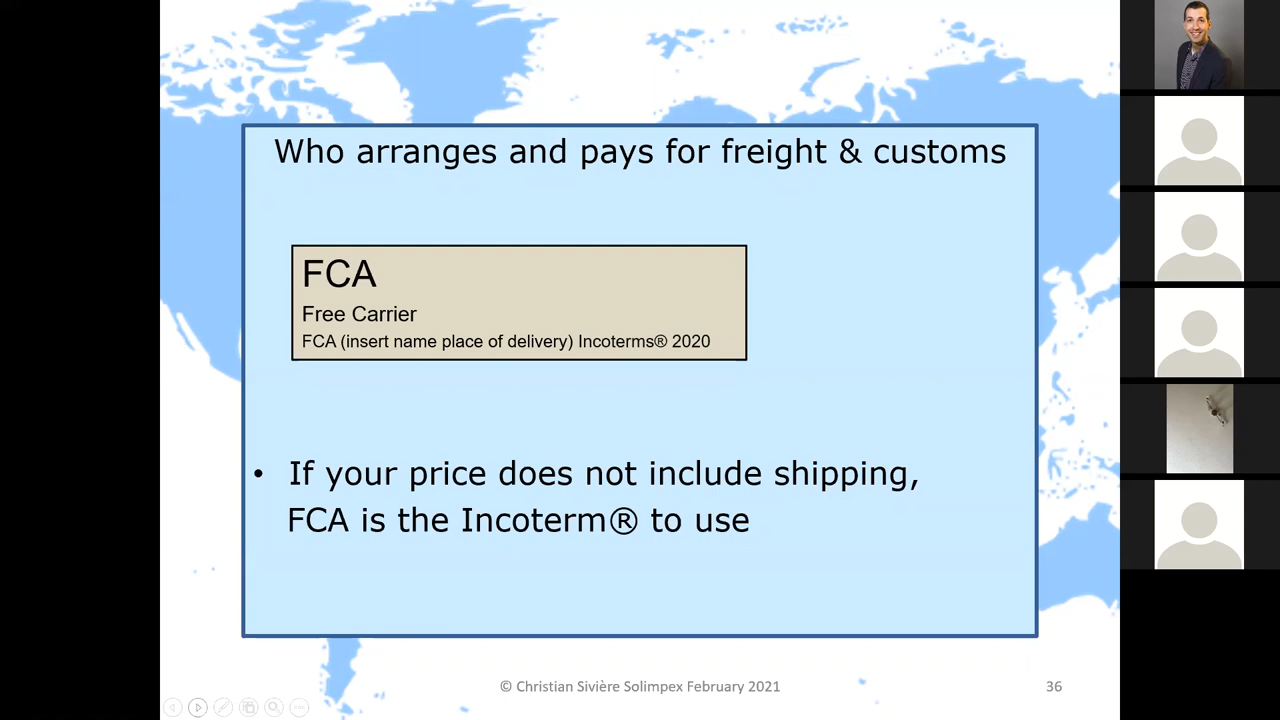 Who arranges and pays for freight & customs
FCA
Free Carrier
FCA (insert name place of delivery) Incoterms® 2020
• If your price does not include shipping,
FCA is the Incoterm® to use
© Christian Sivière Solimpex February 2021
36